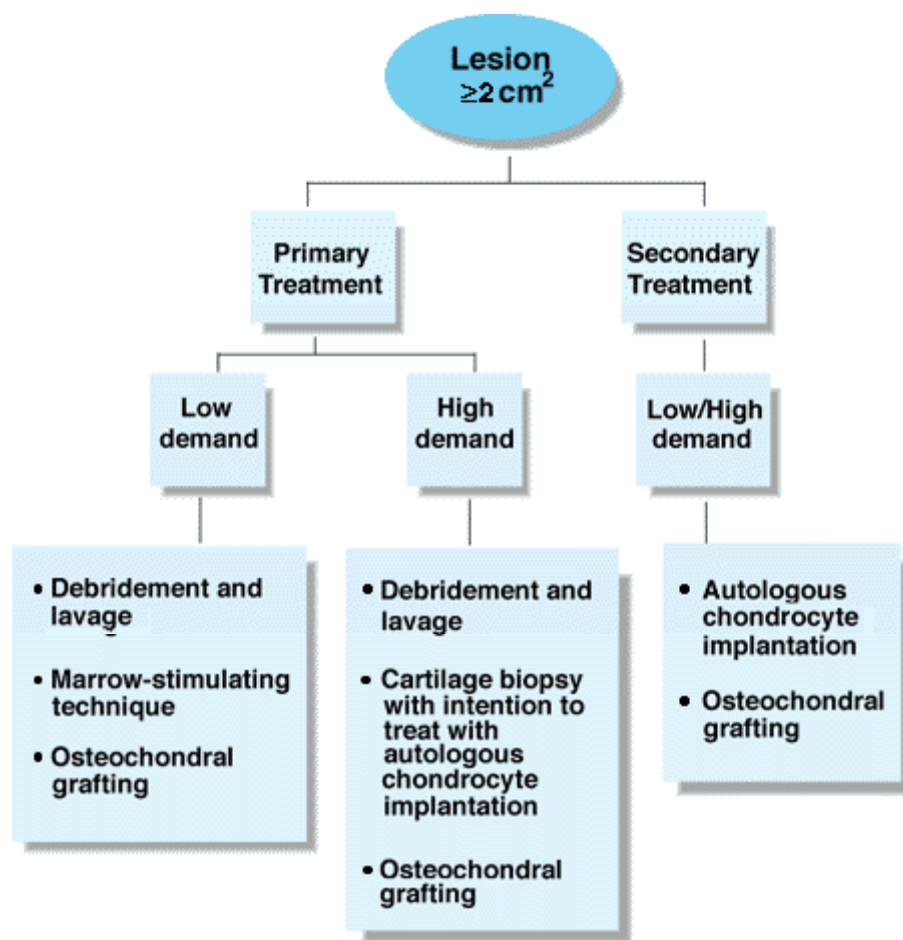 Lesion
≥2 cm²
Primary
Treatment
Secondary
Treatment
Low
demand
High
demand
Low/High
demand
• Debridement and
lavage
• Marrow-stimulating
technique
• Osteochondral
grafting
• Debridement and
lavage
• Cartilage biopsy
with intention to
treat with
autologous
chondrocyte
implantation
• Osteochondral
grafting
• Autologous
chondrocyte
implantation
• Osteochondral
grafting